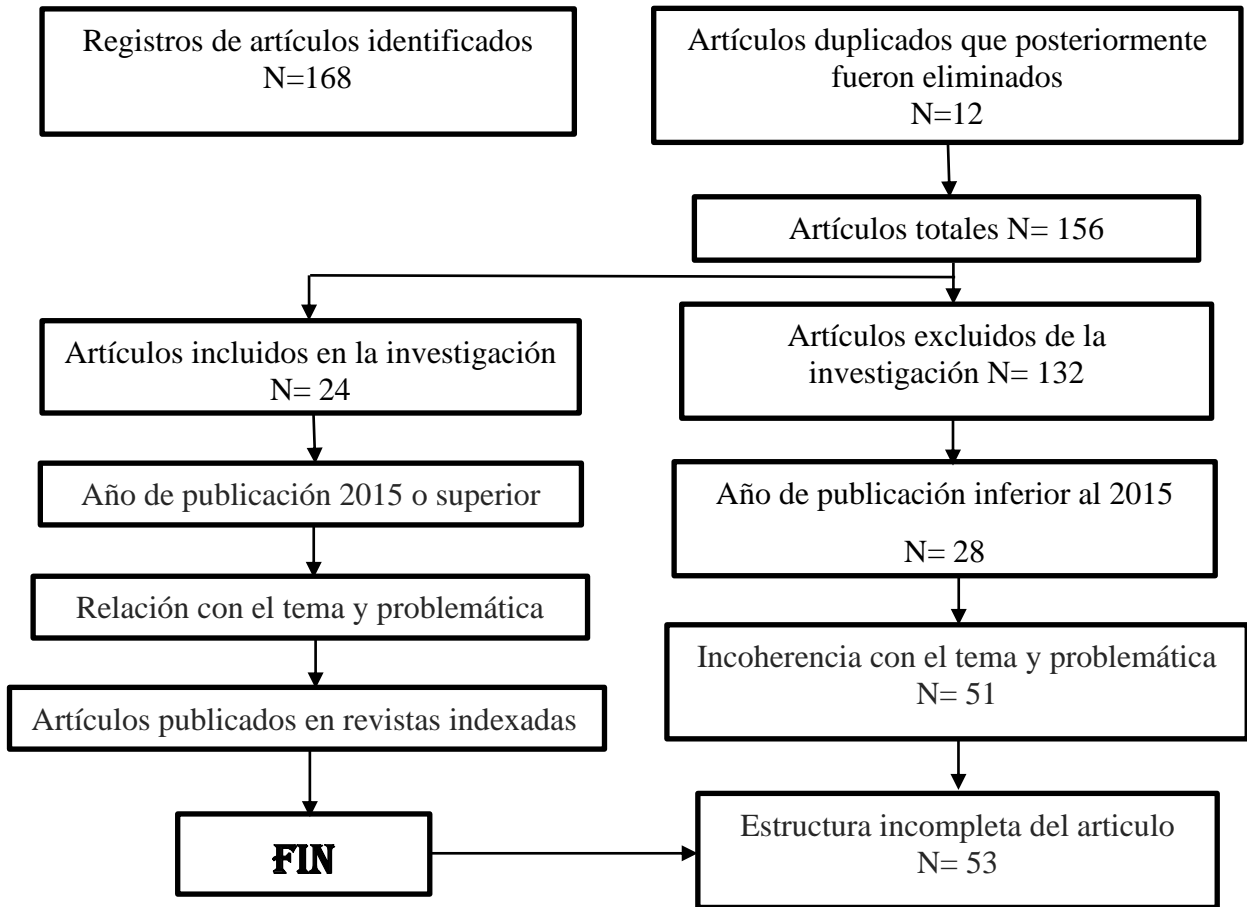 Registros de artículos identificados
N=168
Artículos duplicados que posteriormente
fueron eliminados
N=12
Artículos totales N= 156
Artículos incluidos en la investigación
N= 24
Artículos excluidos de la
investigación N= 132
Año de publicación 2015 o superior
Año de publicación inferior al 2015
N= 28
Relación con el tema y problemática
Incoherencia con el tema y problemática
N= 51
Artículos publicados en revistas indexadas
FIN
Estructura incompleta del articulo
N= 53